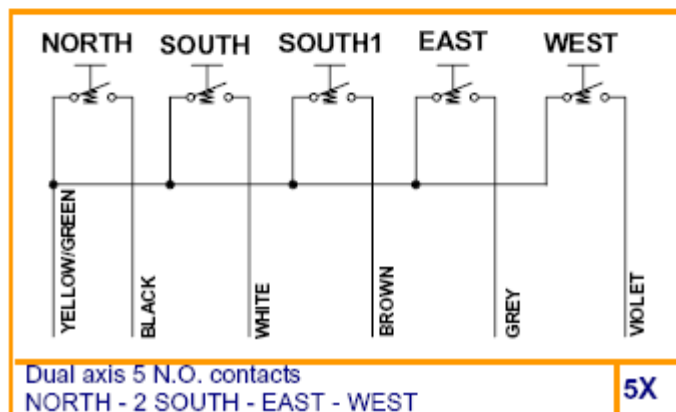 NORTH SOUTH SOUTH1 EAST WEST
YELLOW/GREEN
BLACK
WHITE
BROWN
GREY
VIOLET
Dual axis 5 N.O. contacts
NORTH - 2 SOUTH - EAST - WEST
5X